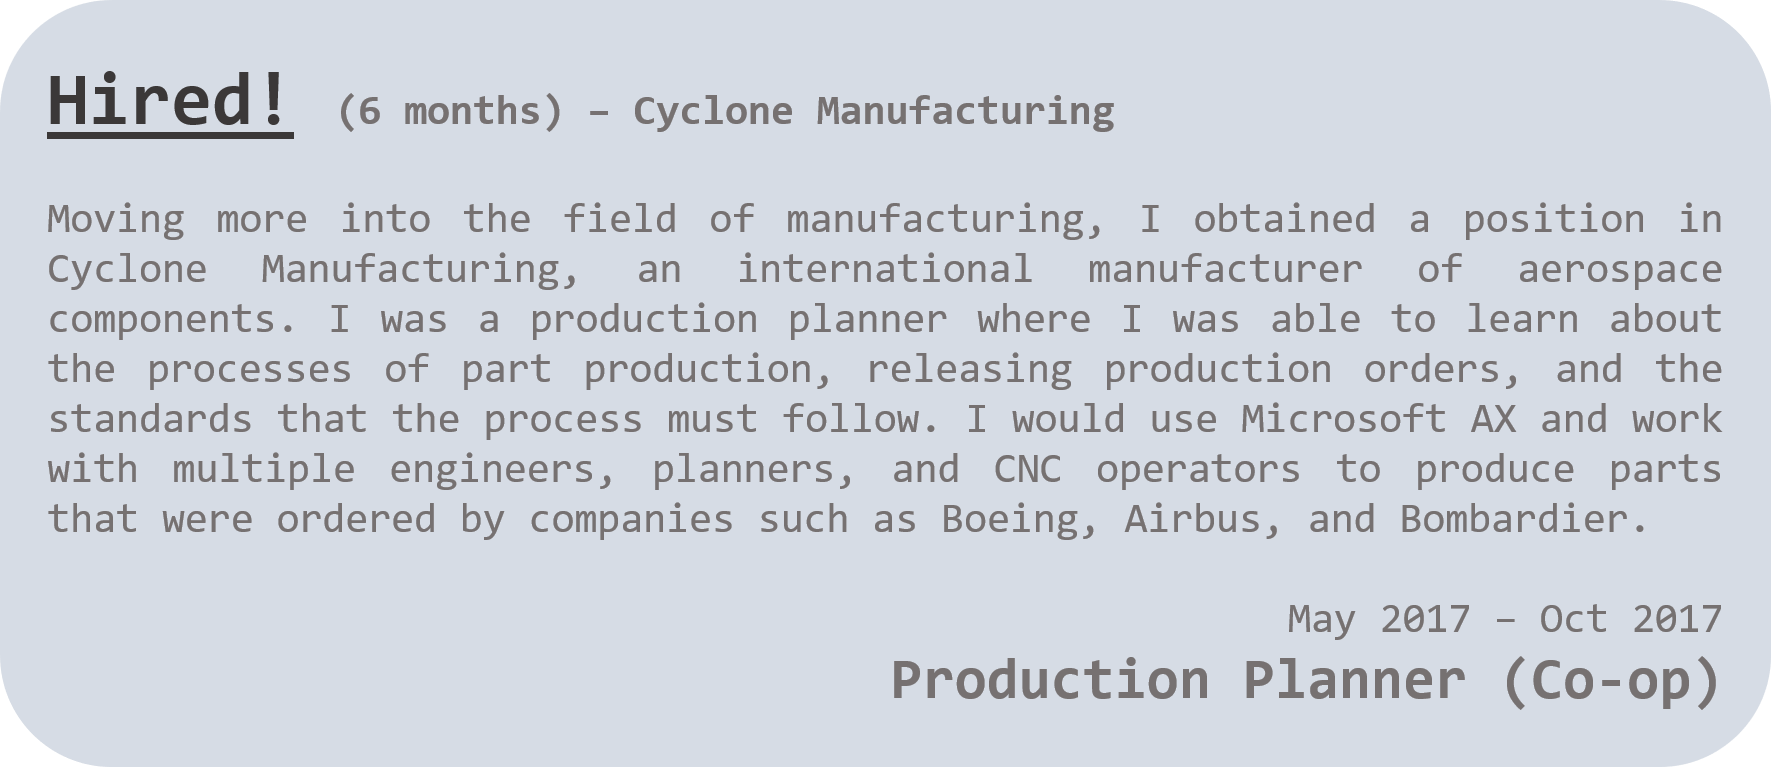 Hired! (6 months) – Cyclone Manufacturing
Moving more into the field of manufacturing, I obtained a position in
Cyclone Manufacturing, an international manufacturer of aerospace
components. I was a production planner where I was able to learn about
the processes of part production, releasing production orders, and the
standards that the process must follow. I would use Microsoft AX and work
with multiple engineers, planners, and CNC operators to produce parts
that were ordered by companies such as Boeing, Airbus, and Bombardier.
May 2017 – Oct 2017
Production Planner (Co-op)